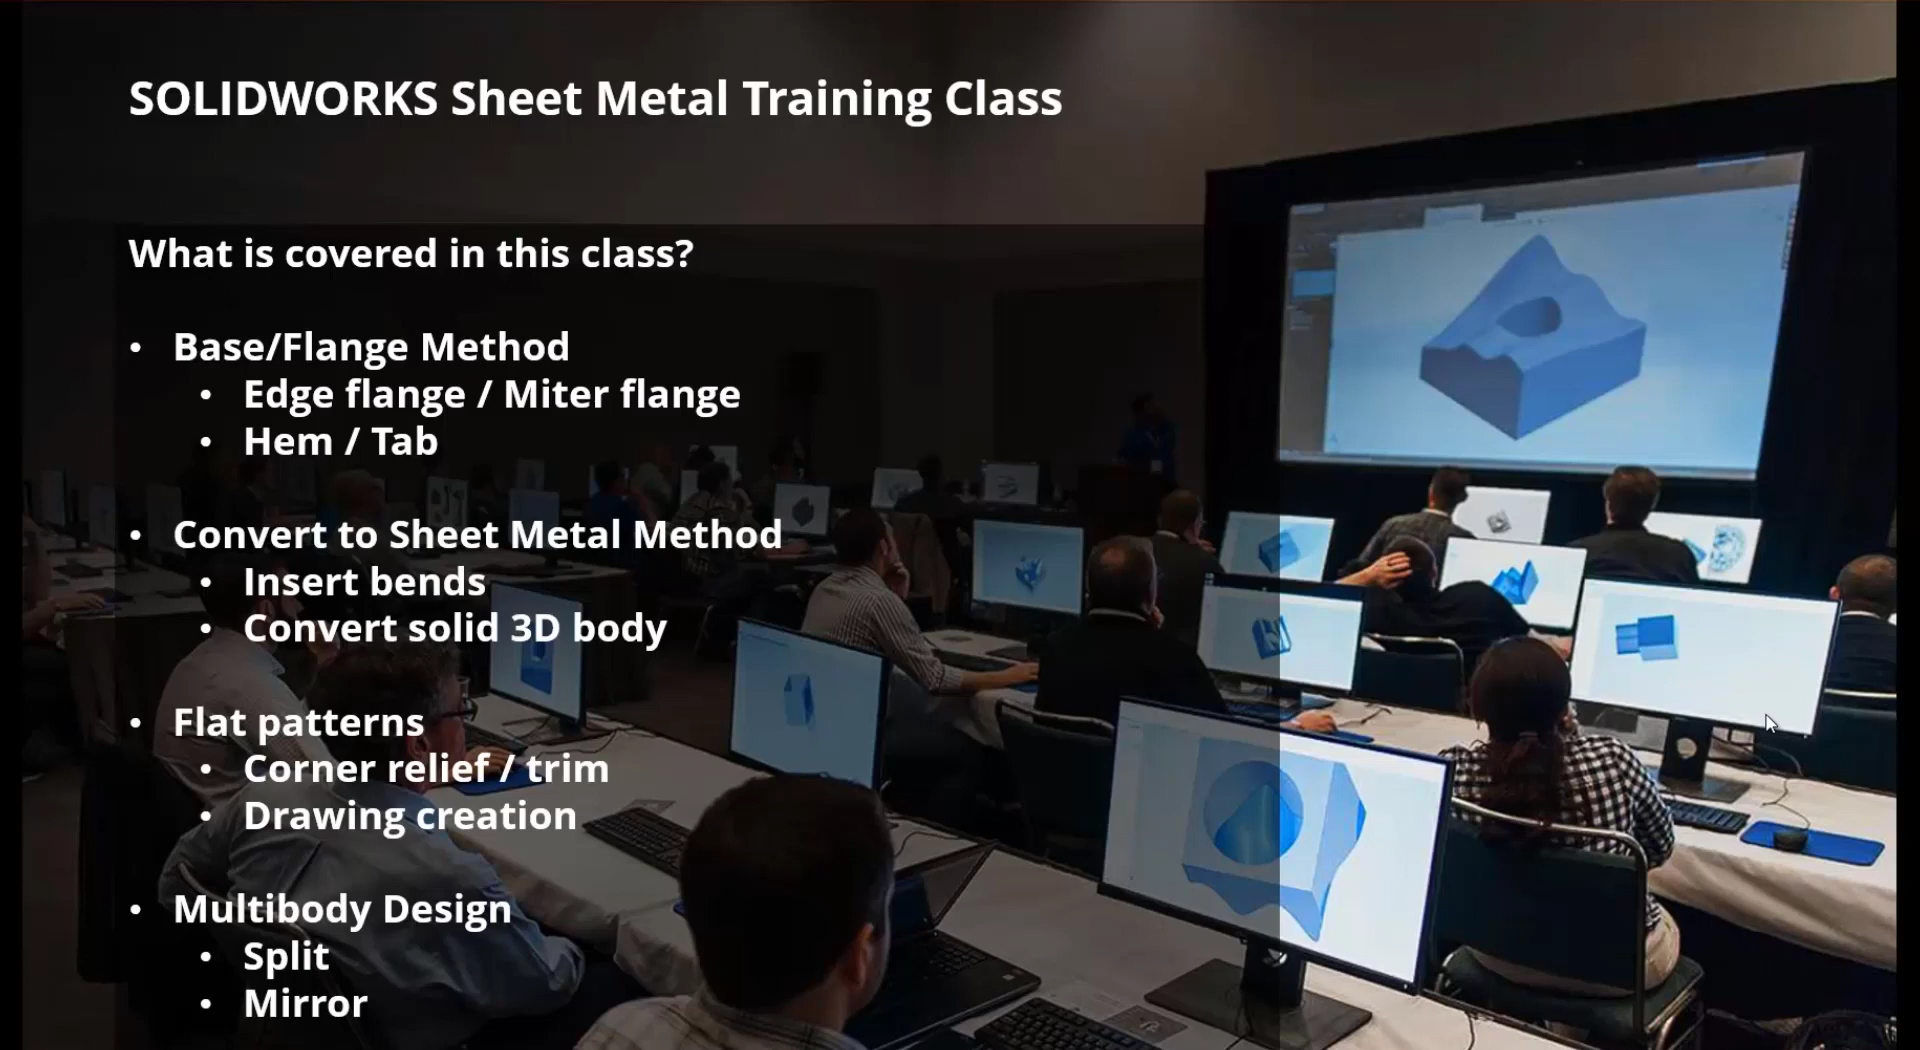 SOLIDWORKS Sheet Metal Training Class
What is covered in this class?
• Base/Flange Method
• Edge flange / Miter flange
• Hem / Tab
• Convert to Sheet Metal Method
• Insert bends
• Convert solid 3D body
• Flat patterns
• Corner relief / trim
• Drawing creation
• Multibody Design
• Split
• Mirror